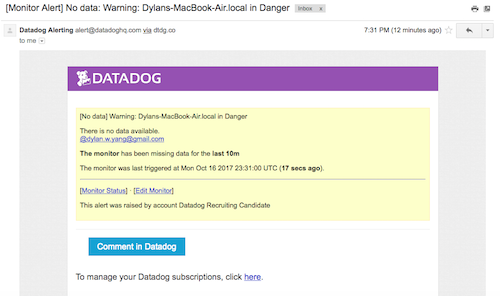 [Monitor Alert] No data: Warning: Dylans-MacBook-Air.local in Danger Inbox x
Datadog Alerting alert@datadoghq.com via dtdg.co 7:31 PM (12 minutes ago)
to me
DATADOG
[No data] Warning: Dylans-MacBook-Air.local in Danger
There is no data available.
@dylan.w.yang@gmail.com
The monitor has been missing data for the last 10m
The monitor was last triggered at Mon Oct 16 2017 23:31:00 UTC (17 secs ago).
[Monitor Status] · [Edit Monitor]
This alert was raised by account Datadog Recruiting Candidate
Comment in Datadog
To manage your Datadog subscriptions, click here.